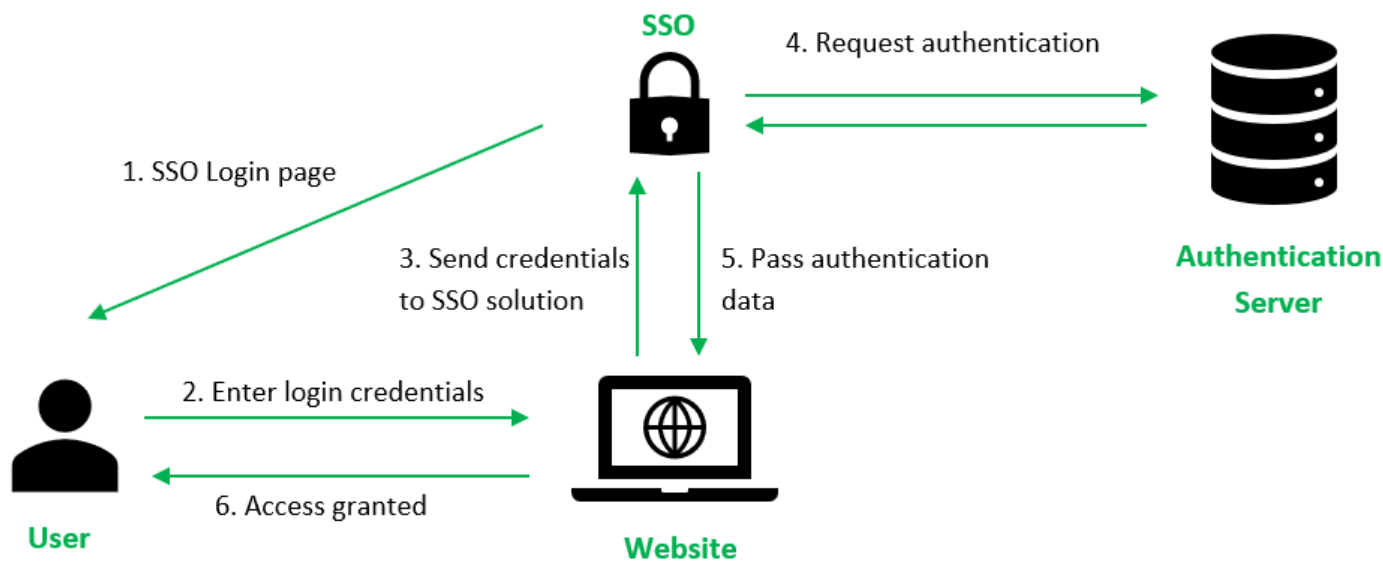 SSO
4. Request authentication
1. SSO Login page
3. Send credentials
to SSO solution
5. Pass authentication
data
Authentication
Server
2. Enter login credentials
6. Access granted
User
Website